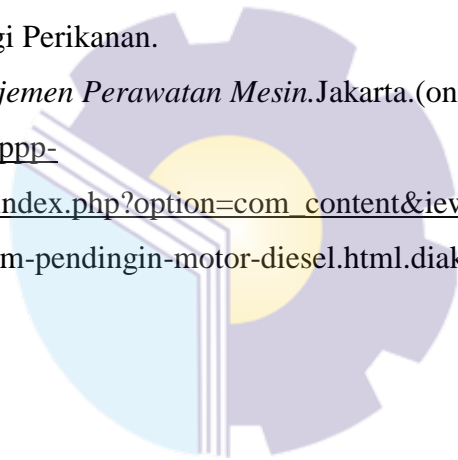 gi Perikanan.
jemen Perawatan Mesin.Jakarta.(on
ppp-
ndex.php?option=com_content&iew
m-pendingin-motor-diesel.html.diak